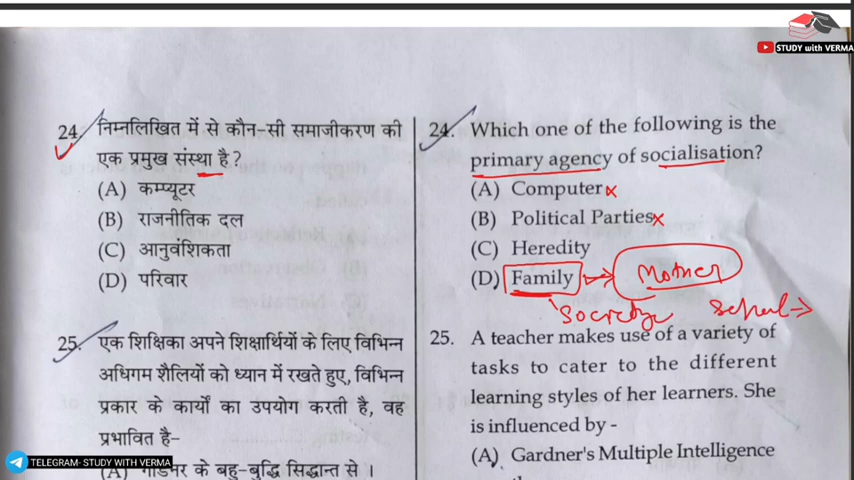 STUDY with VERMA
24. निम्नलिखित में से कौन-सी समाजीकरण की
एक प्रमुख संस्था है?
(A) कम्प्यूटर
(B) राजनीतिक दल
(C) आनुवंशिकता
(D) परिवार
25. एक शिक्षिका अपने शिक्षार्थियों के लिए विभिन्न
अधिगम शैलियों को ध्यान में रखते हुए, विभिन्न
प्रकार के कार्यों का उपयोग करती है, वह
प्रभावित है-
(A) गार्डनर के बहु-बुद्धि सिद्धान्त से ।
24. Which one of the following is the
primary agency of socialisation?
(A) Computer
(B) Political Parties
(C) Heredity
(D) Family
Mother
25. A teacher makes use of a variety of
tasks to cater to the different
learning styles of her learners. She
is influenced by -
(A) Gardner's Multiple Intelligence
TELEGRAM- STUDY WITH VERMA